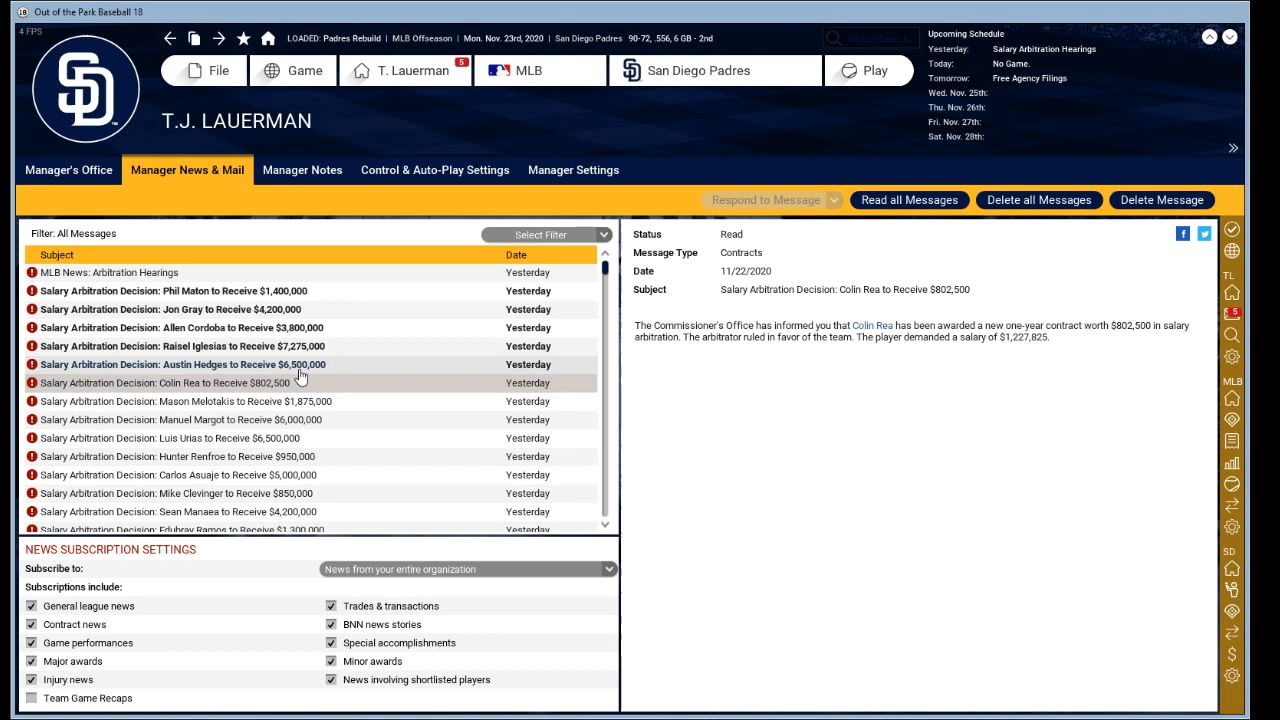 Out of the Park Baseball 18
4 FPS
LOADED: Padres Rebuild | MLB Offseason | Mon. Nov. 23rd, 2020 | San Diego Padres 90-72, .556, 6 GB - 2nd
File
Game
T. Lauerman 5
MLB
San Diego Padres
Play
Upcoming Schedule
Yesterday: Salary Arbitration Hearings
Today: No Game.
Tomorrow: Free Agency Filings
Wed. Nov. 25th:
Thu. Nov. 26th:
Fri. Nov. 27th:
Sat. Nov. 28th:
SD
T.J. LAUERMAN
Manager's Office Manager News & Mail Manager Notes Control & Auto-Play Settings Manager Settings
Respond to Message Read all Messages Delete all Messages Delete Message
Filter: All Messages Select Filter
Subject Date
MLB News: Arbitration Hearings Yesterday
Salary Arbitration Decision: Phil Maton to Receive $1,400,000 Yesterday
Salary Arbitration Decision: Jon Gray to Receive $4,200,000 Yesterday
Salary Arbitration Decision: Allen Cordoba to Receive $3,800,000 Yesterday
Salary Arbitration Decision: Raisel Iglesias to Receive $7,275,000 Yesterday
Salary Arbitration Decision: Austin Hedges to Receive $6,500,000 Yesterday
Salary Arbitration Decision: Colin Rea to Receive $802,500 Yesterday
Salary Arbitration Decision: Mason Melotakis to Receive $1,875,000 Yesterday
Salary Arbitration Decision: Manuel Margot to Receive $6,000,000 Yesterday
Salary Arbitration Decision: Luis Urias to Receive $6,500,000 Yesterday
Salary Arbitration Decision: Hunter Renfroe to Receive $950,000 Yesterday
Salary Arbitration Decision: Carlos Asuaje to Receive $5,000,000 Yesterday
Salary Arbitration Decision: Mike Clevinger to Receive $850,000 Yesterday
Salary Arbitration Decision: Sean Manaea to Receive $4,200,000 Yesterday
Salary Arbitration Decision: Edubray Ramos to Receive $1,300,000 Yesterday
NEWS SUBSCRIPTION SETTINGS
Subscribe to: News from your entire organization
Subscriptions include:
General league news Trades & transactions
Contract news BNN news stories
Game performances Special accomplishments
Major awards Minor awards
Injury news News involving shortlisted players
Team Game Recaps
Status Read
Message Type Contracts
Date 11/22/2020
Subject Salary Arbitration Decision: Colin Rea to Receive $802,500
The Commissioner's Office has informed you that Colin Rea has been awarded a new one-year contract worth $802,500 in salary
arbitration. The arbitrator ruled in favor of the team. The player demanded a salary of $1,227,825.
TL
5
MLB
SD